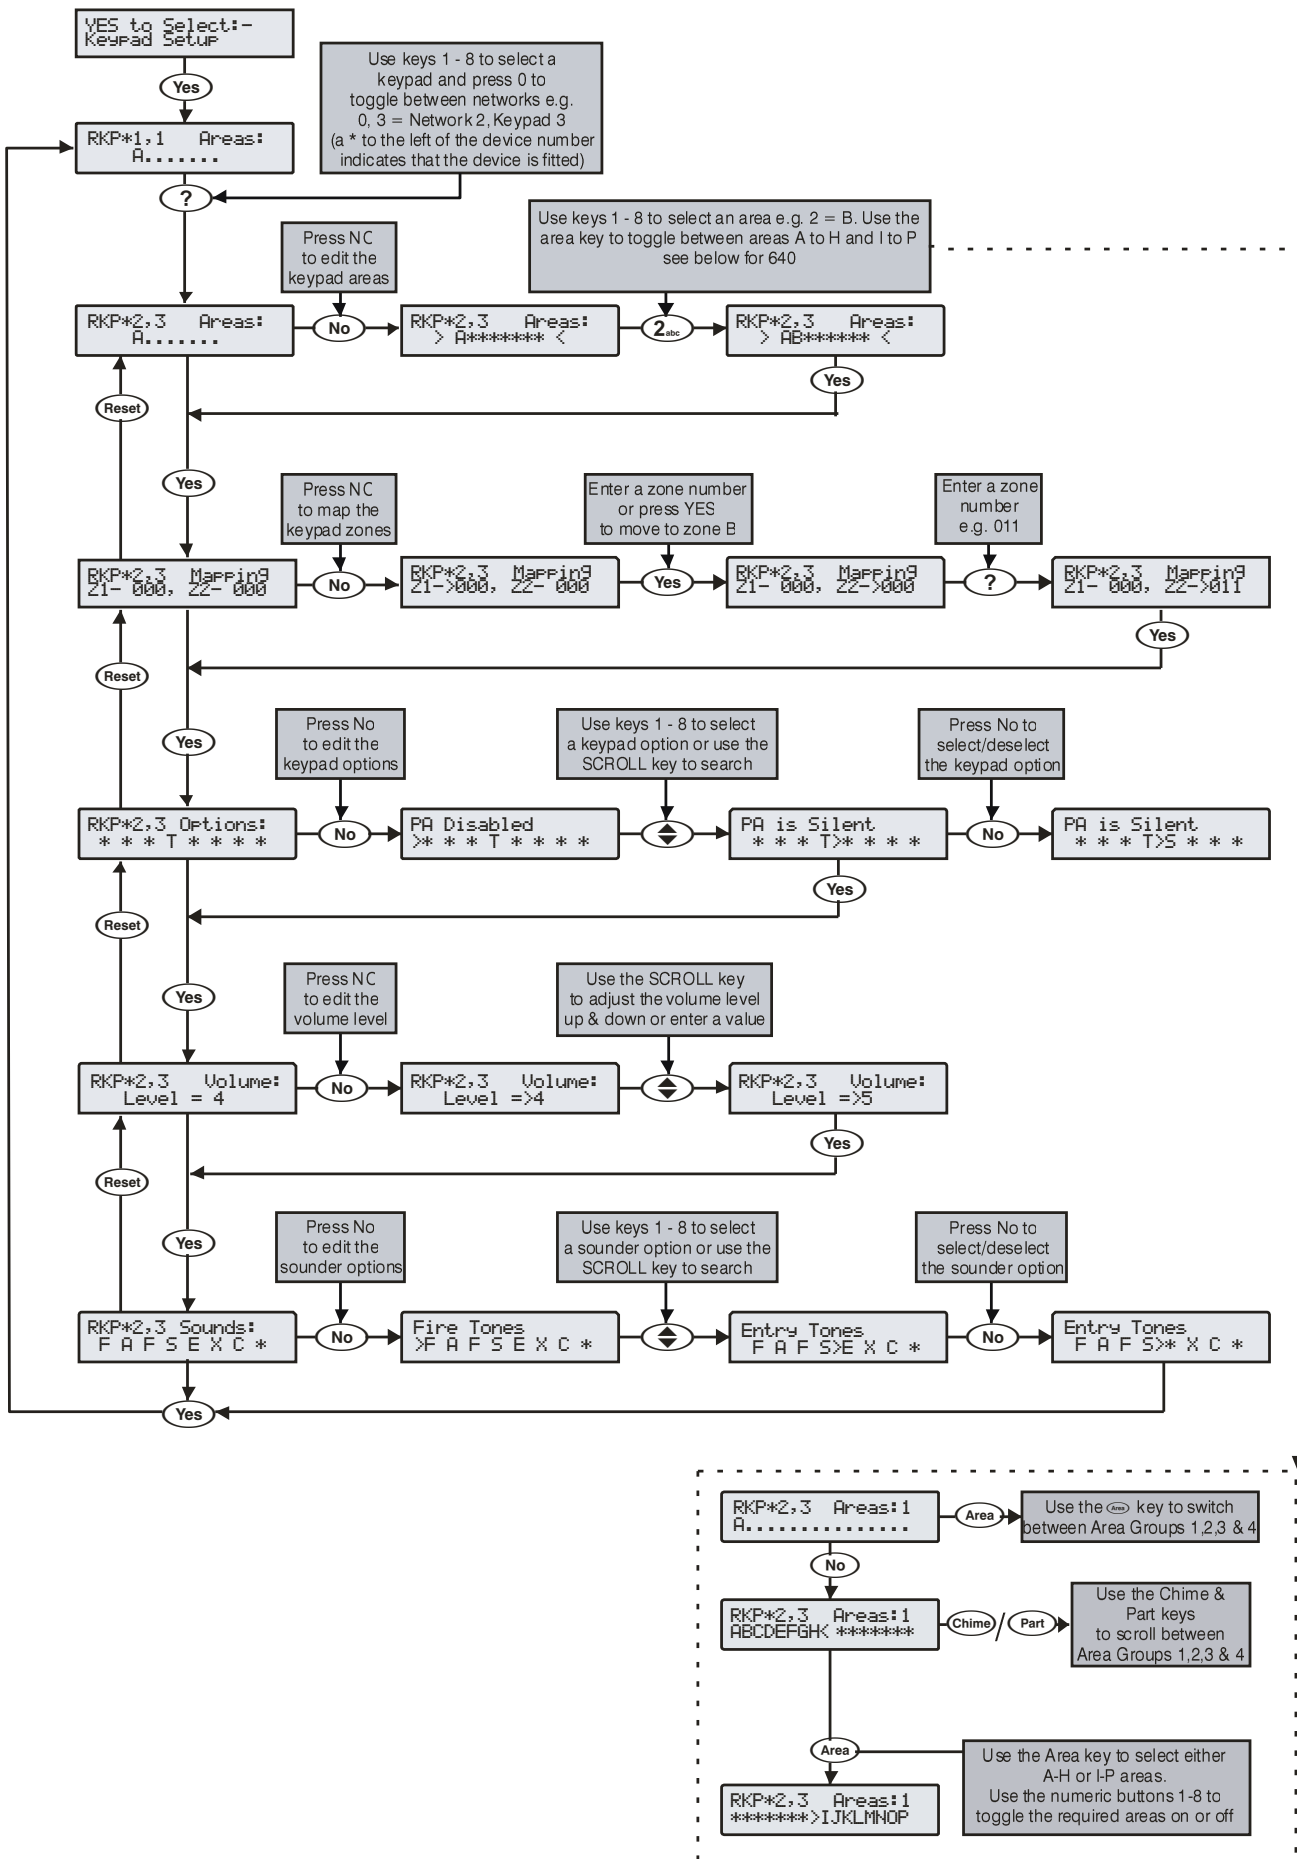 YES to Select:-
Keypad Setup
Yes
Use keys 1 - 8 to select a
keypad and press 0 to
toggle between networks e.g.
0, 3 = Network 2, Keypad 3
(a * to the left of the device number
indicates that the device is fitted)
RKP*1,1 Areas:
A.......
?
Press NO
to edit the
keypad areas
Use keys 1 - 8 to select an area e.g. 2 = B. Use the
area key to toggle between areas A to H and I to P
see below for 640
RKP*2,3 Areas:
A.......
No
RKP*2,3 Areas:
> A******* <
2abc
RKP*2,3 Areas:
> AB****** <
Yes
Reset
Yes
Press NO
to map the
keypad zones
Enter a zone number
or press YES
to move to zone B
Enter a zone
number
e.g. 011
RKP*2,3 Mapping
Z1- 000, Z2- 000
No
RKP*2,3 Mapping
Z1->000, Z2- 000
Yes
RKP*2,3 Mapping
Z1- 000, Z2->000
?
RKP*2,3 Mapping
Z1- 000, Z2->011
Yes
Reset
Yes
Press No
to edit the
keypad options
Use keys 1 - 8 to select
a keypad option or use the
SCROLL key to search
Press No to
select/deselect
the keypad option
RKP*2,3 Options:
* * * T * * * *
No
PA Disabled
>* * * T * * * *
PA is Silent
* * * T>* * * *
No
PA is Silent
* * * T>S * * *
Yes
Reset
Yes
Press NO
to edit the
volume level
Use the SCROLL key
to adjust the volume level
up & down or enter a value
RKP*2,3 Volume:
Level = 4
No
RKP*2,3 Volume:
Level =>4
RKP*2,3 Volume:
Level =>5
Yes
Reset
Yes
Press No
to edit the
sounder options
Use keys 1 - 8 to select
a sounder option or use the
SCROLL key to search
Press No to
select/deselect
the sounder option
RKP*2,3 Sounds:
F A F S E X C *
No
Fire Tones
>F A F S E X C *
Entry Tones
F A F S>E X C *
No
Entry Tones
F A F S>* X C *
Yes
RKP*2,3 Areas:1
A...............
Area
Use the Area key to switch
between Area Groups 1,2,3 & 4
No
RKP*2,3 Areas:1
ABCDEFGH< *******
Chime / Part
Use the Chime &
Part keys
to scroll between
Area Groups 1,2,3 & 4
Area
Use the Area key to select either
A-H or I-P areas.
Use the numeric buttons 1-8 to
toggle the required areas on or off
RKP*2,3 Areas:1
*******>IJKLMNOP